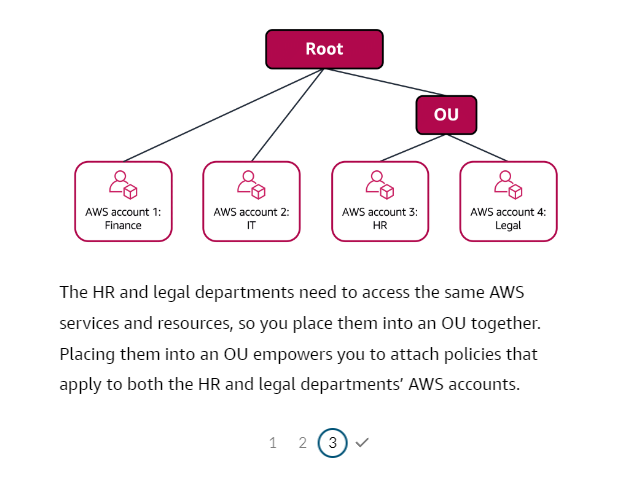 Root
OU
AWS account 1:
Finance
AWS account 2:
IT
AWS account 3:
HR
AWS account 4:
Legal
The HR and legal departments need to access the same AWS
services and resources, so you place them into an OU together.
Placing them into an OU empowers you to attach policies that
apply to both the HR and legal departments’ AWS accounts.
1 2 3